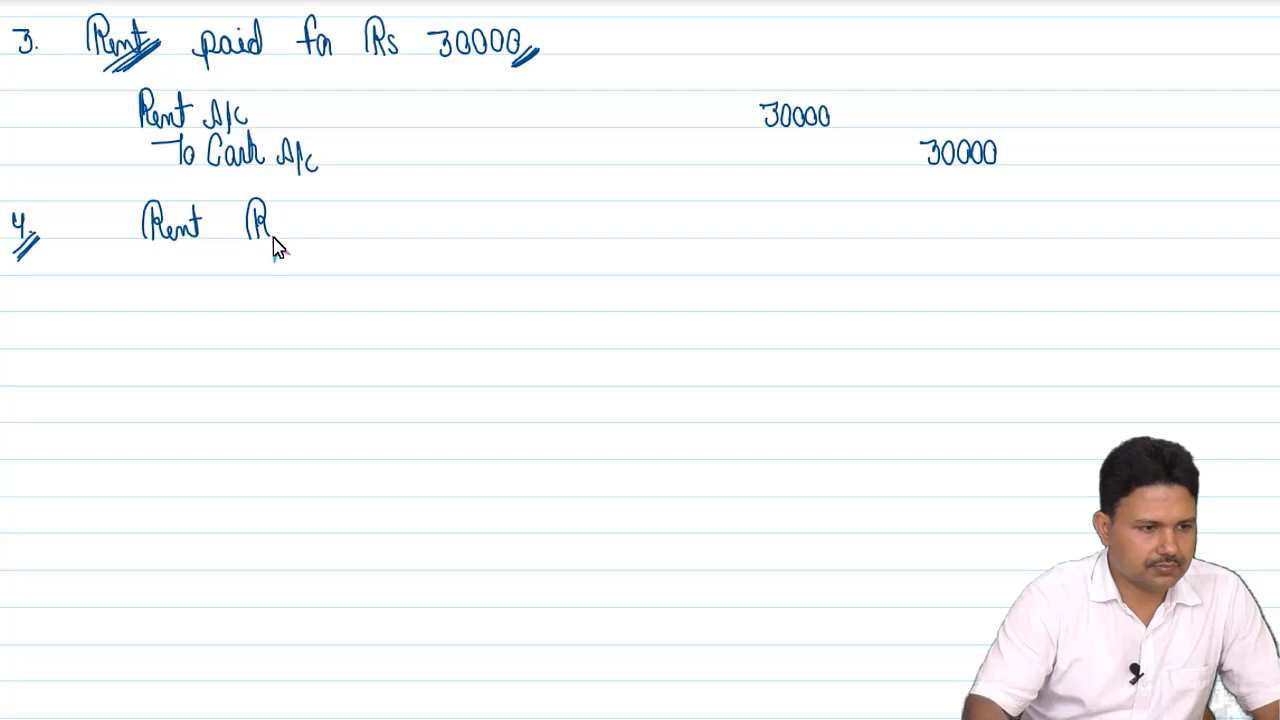 3. Rent paid for Rs 30000
Rent A/c 30000
To Cash A/c 30000
4. Rent R